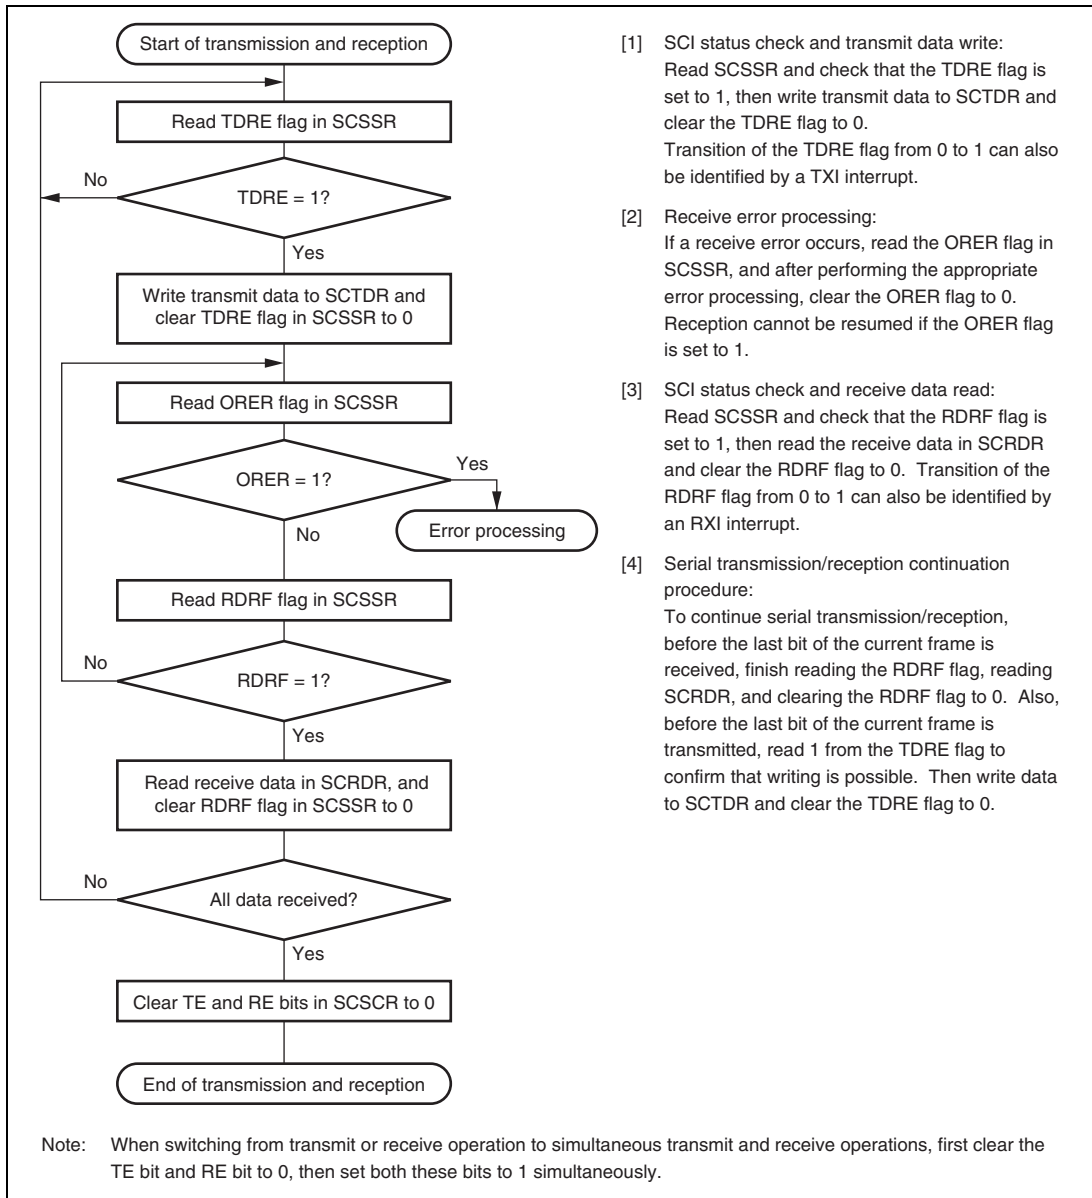 Start of transmission and reception
Read TDRE flag in SCSSR
No
TDRE = 1?
Yes
Write transmit data to SCTDR and
clear TDRE flag in SCSSR to 0
Read ORER flag in SCSSR
ORER = 1?
Yes
Error processing
No
Read RDRF flag in SCSSR
No
RDRF = 1?
Yes
Read receive data in SCRDR, and
clear RDRF flag in SCSSR to 0
No
All data received?
Yes
Clear TE and RE bits in SCSCR to 0
End of transmission and reception
[1] SCI status check and transmit data write:
Read SCSSR and check that the TDRE flag is
set to 1, then write transmit data to SCTDR and
clear the TDRE flag to 0.
Transition of the TDRE flag from 0 to 1 can also
be identified by a TXI interrupt.
[2] Receive error processing:
If a receive error occurs, read the ORER flag in
SCSSR, and after performing the appropriate
error processing, clear the ORER flag to 0.
Reception cannot be resumed if the ORER flag
is set to 1.
[3] SCI status check and receive data read:
Read SCSSR and check that the RDRF flag is
set to 1, then read the receive data in SCRDR
and clear the RDRF flag to 0. Transition of the
RDRF flag from 0 to 1 can also be identified by
an RXI interrupt.
[4] Serial transmission/reception continuation
procedure:
To continue serial transmission/reception,
before the last bit of the current frame is
received, finish reading the RDRF flag, reading
SCRDR, and clearing the RDRF flag to 0. Also,
before the last bit of the current frame is
transmitted, read 1 from the TDRE flag to
confirm that writing is possible. Then write data
to SCTDR and clear the TDRE flag to 0.
Note: When switching from transmit or receive operation to simultaneous transmit and receive operations, first clear the
TE bit and RE bit to 0, then set both these bits to 1 simultaneously.